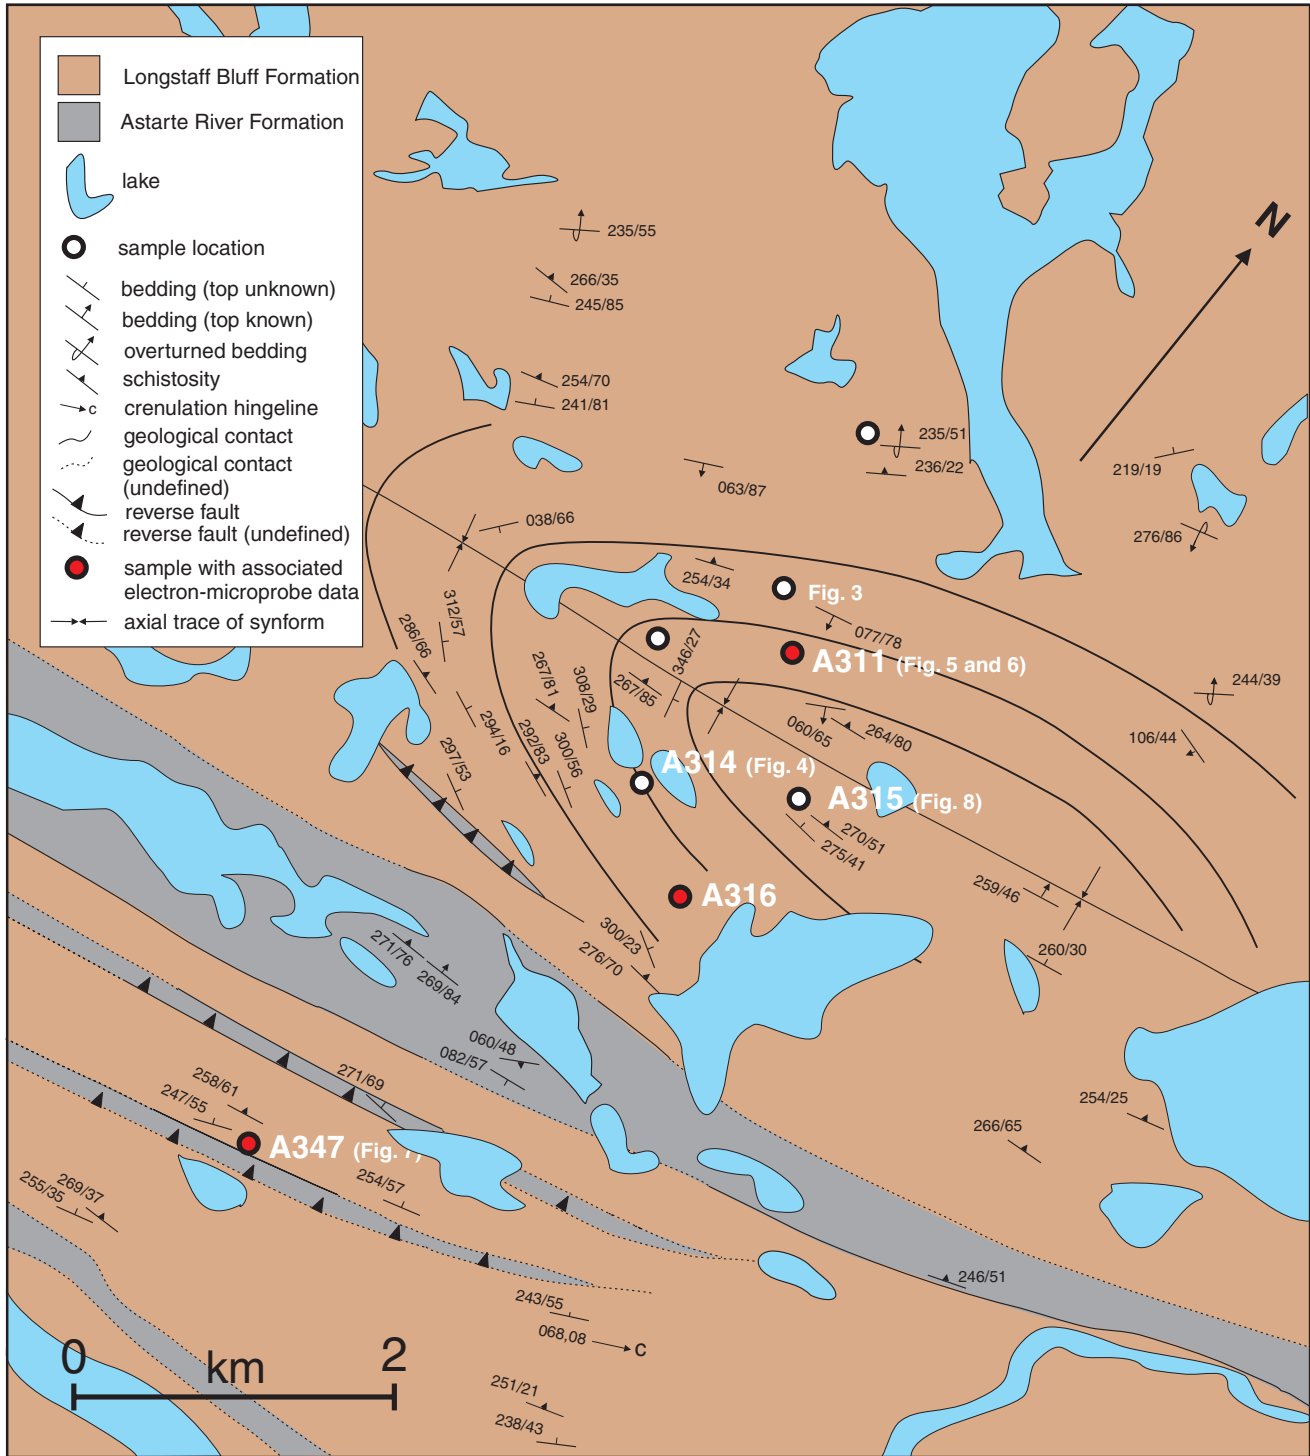 Longstaff Bluff Formation
Astarte River Formation
lake
sample location
bedding (top unknown)
bedding (top known)
overturned bedding
schistosity
c
crenulation hingeline
geological contact
geological contact
(undefined)
reverse fault
reverse fault (undefined)
sample with associated
electron-microprobe data
axial trace of synform
N
235/55
266/35
245/85
254/70
241/81
235/51
236/22
063/87
219/19
276/86
038/66
254/34
Fig. 3
077/78
312/57
286/66
346/27
A311 (Fig. 5 and 6)
267/81
308/29
267/85
244/39
294/16
292/83
300/56
297/53
060/65
264/80
106/44
A314 (Fig. 4)
A315 (Fig. 8)
270/51
275/41
259/46
A316
260/30
300/23
276/70
271/76
269/84
060/48
082/57
271/69
258/61
247/55
A347 (Fig. 7)
254/57
254/25
266/65
269/37
255/35
246/51
243/55
068,08
c
0
2
km
251/21
238/43